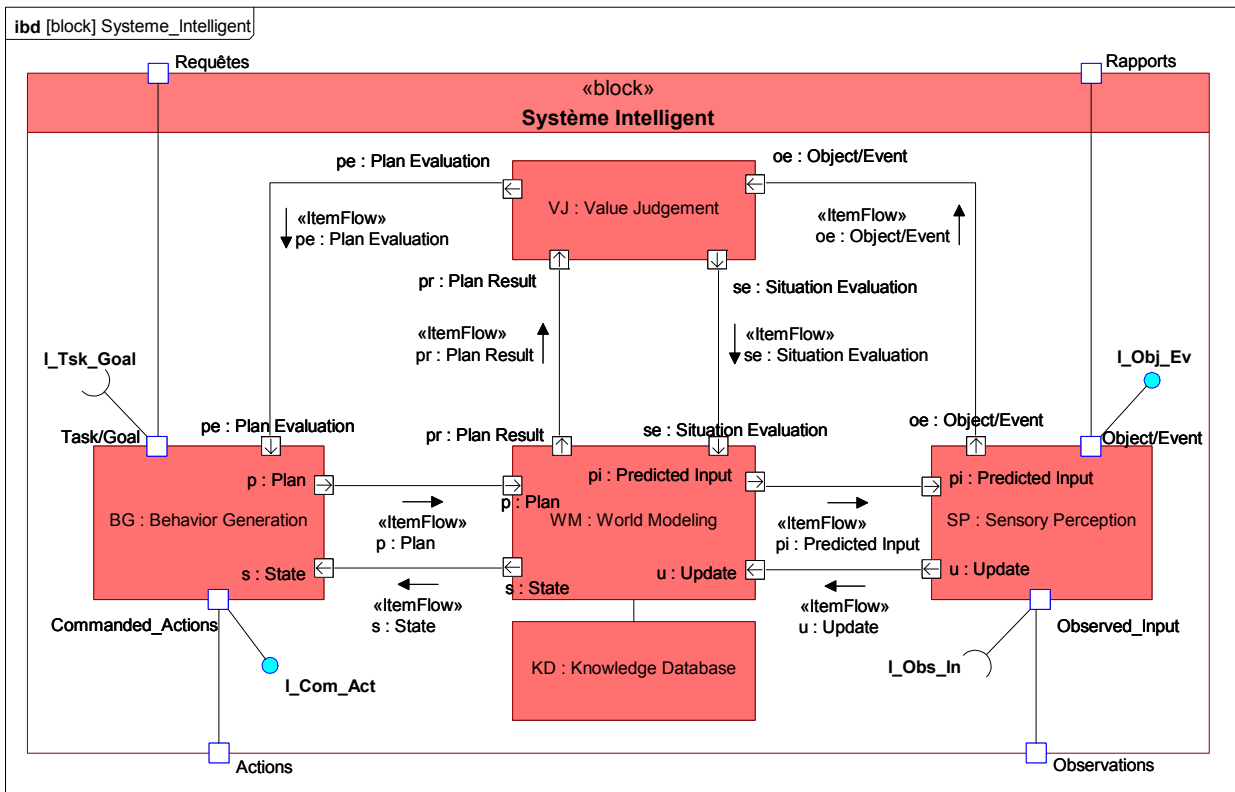 ibd [block] Systeme_Intelligent
Requêtes
Rapports
«block»
Système Intelligent
pe : Plan Evaluation
oe : Object/Event
VJ : Value Judgement
«ItemFlow»
pe : Plan Evaluation
«ItemFlow»
oe : Object/Event
pr : Plan Result
se : Situation Evaluation
«ItemFlow»
pr : Plan Result
«ItemFlow»
se : Situation Evaluation
I_Tsk_Goal
I_Obj_Ev
Task/Goal
pe : Plan Evaluation
pr : Plan Result
se : Situation Evaluation
oe : Object/Event
Object/Event
p : Plan
p : Plan
pi : Predicted Input
pi : Predicted Input
BG : Behavior Generation
WM : World Modeling
SP : Sensory Perception
«ItemFlow»
p : Plan
«ItemFlow»
pi : Predicted Input
s : State
s : State
u : Update
u : Update
«ItemFlow»
s : State
«ItemFlow»
u : Update
Commanded_Actions
Observed_Input
KD : Knowledge Database
I_Com_Act
I_Obs_In
Actions
Observations